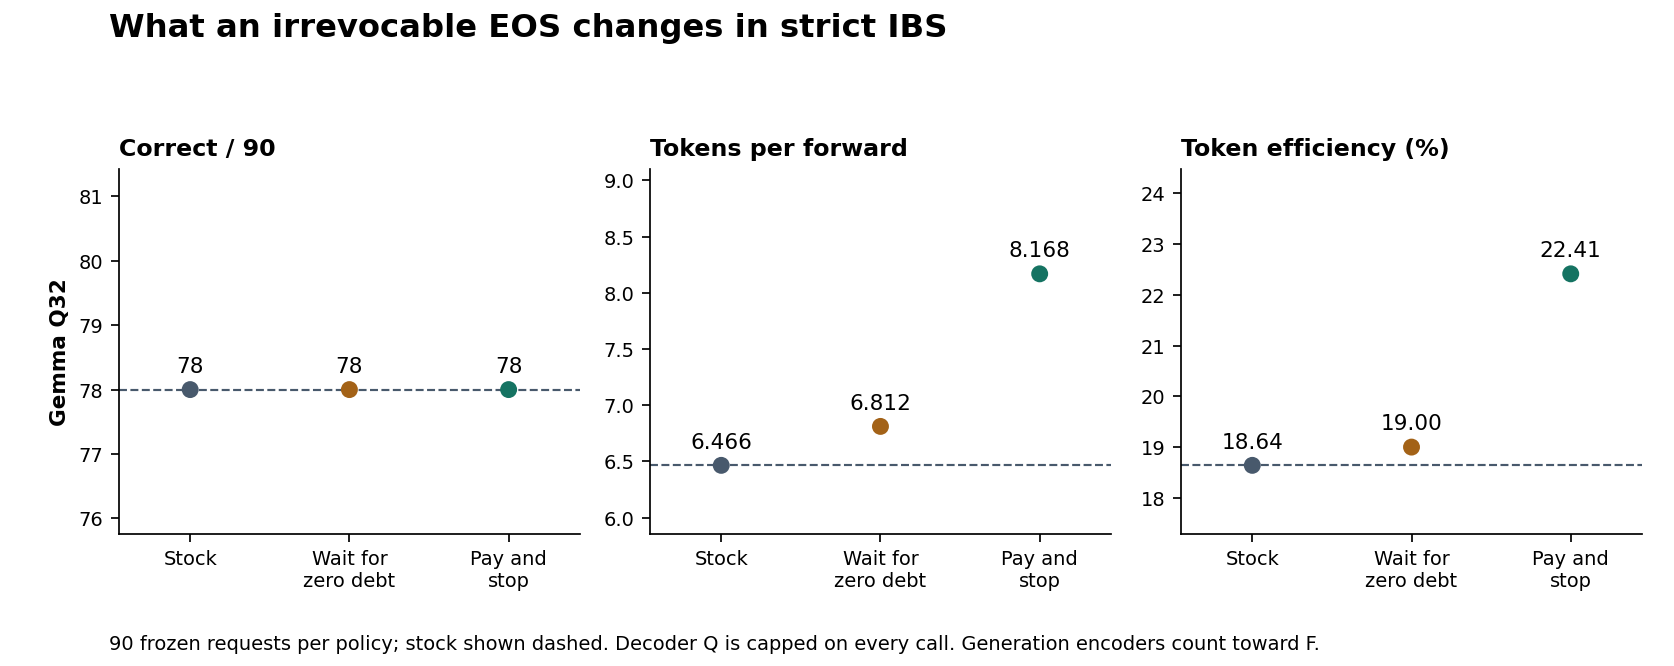 What an irrevocable EOS changes in strict IBS
Correct / 90
Gemma Q32
81
80
79
78
77
76
78
78
78
Stock
Wait for
zero debt
Pay and
stop
Tokens per forward
9.0
8.5
8.0
7.5
7.0
6.5
6.0
6.466
6.812
8.168
Stock
Wait for
zero debt
Pay and
stop
Token efficiency (%)
24
23
22
21
20
19
18
18.64
19.00
22.41
Stock
Wait for
zero debt
Pay and
stop
90 frozen requests per policy; stock shown dashed. Decoder Q is capped on every call. Generation encoders count toward F.